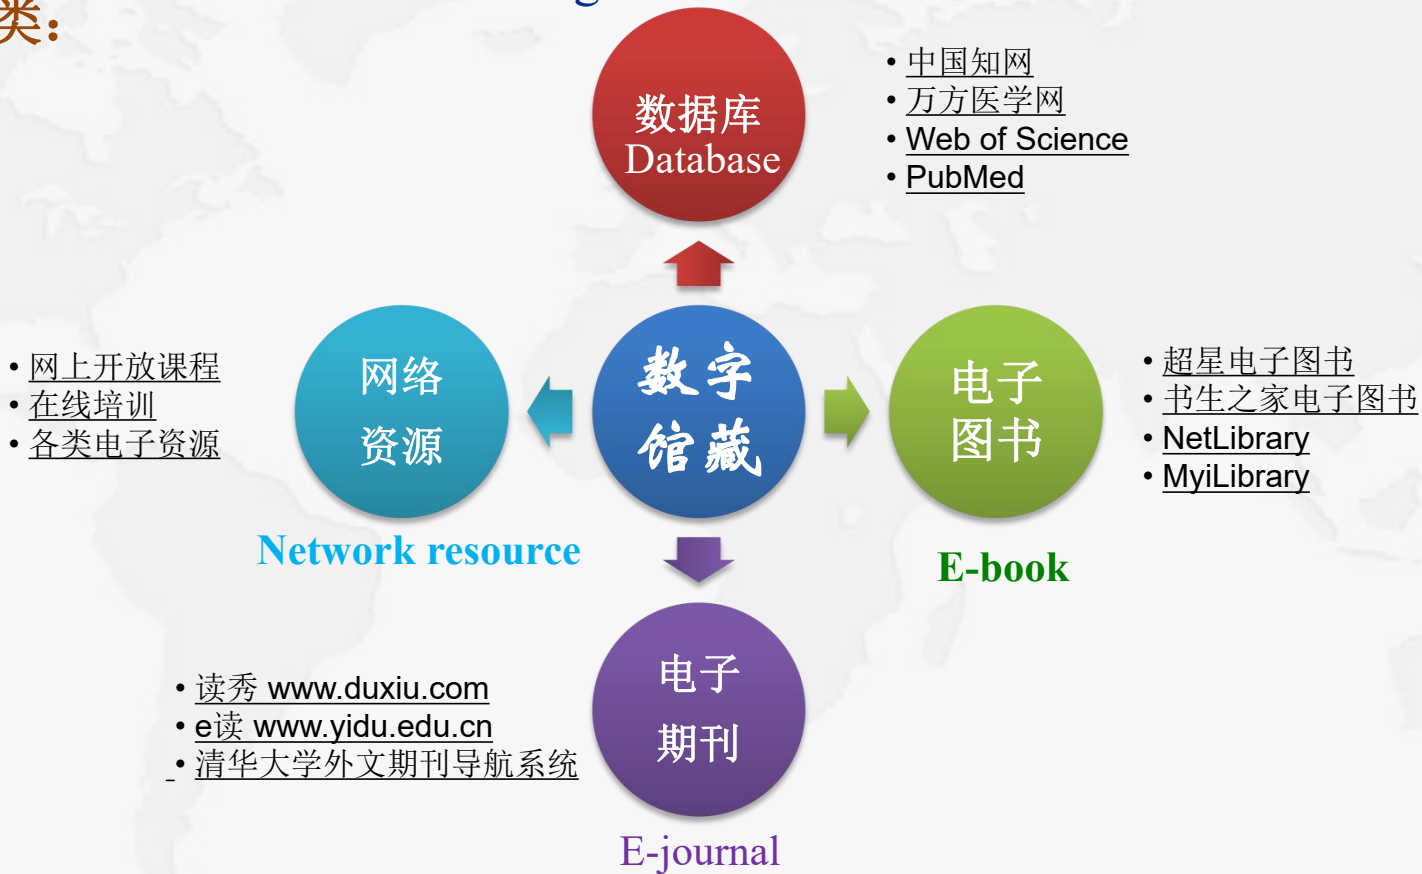 类：
数据库
Database
• 中国知网
• 万方医学网
• Web of Science
• PubMed
• 网上开放课程
• 在线培训
• 各类电子资源
网络
资源
Network resource
数字
馆藏
电子
图书
E-book
• 超星电子图书
• 书生之家电子图书
• NetLibrary
• MyiLibrary
• 读秀 www.duxiu.com
• e读 www.yidu.edu.cn
• 清华大学外文期刊导航系统
电子
期刊
E-journal